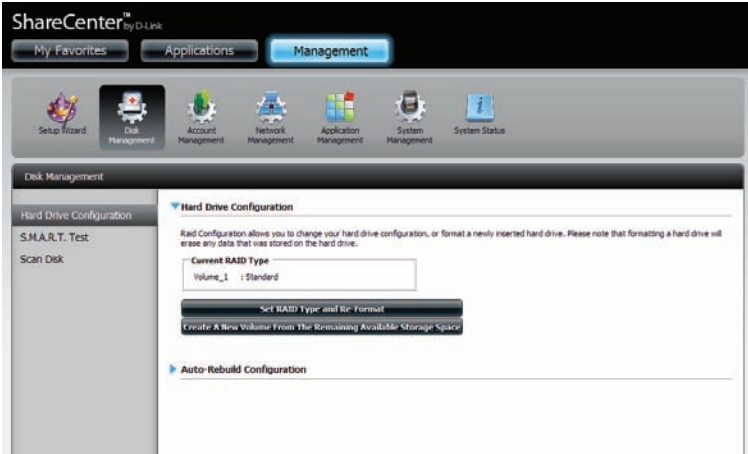 ShareCenter™ by D-Link
My Favorites Applications Management
Setup Wizard Disk Management Account Management Network Management Application Management System Management System Status
Disk Management
Hard Drive Configuration
S.M.A.R.T. Test
Scan Disk
Hard Drive Configuration
Raid Configuration allows you to change your hard drive configuration, or format a newly inserted hard drive. Please note that formatting a hard drive will
erase any data that was stored on the hard drive.
Current RAID Type
Volume_1 : Standard
Set RAID Type and Re-Format
Create A New Volume From The Remaining Available Storage Space
Auto-Rebuild Configuration